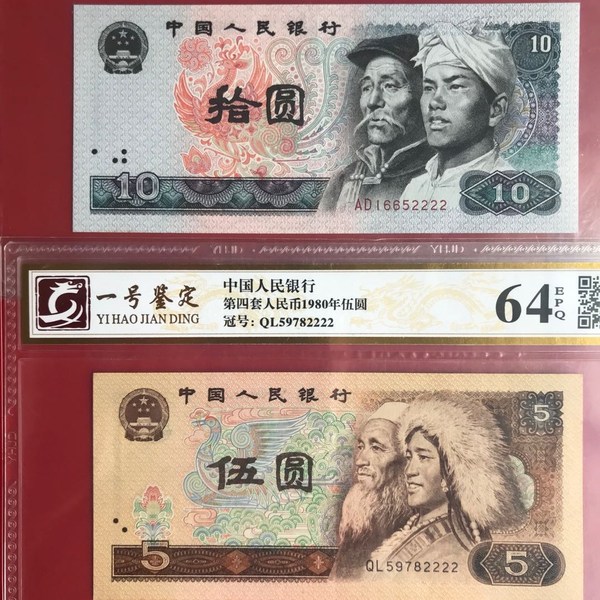 中国人民银行
10
拾圆
10
AD16652222
10
一号鉴定
YI HAO JIAN DING
中国人民银行
第四套人民币1980年伍圆
冠号: QL59782222
64 EPQ
中国人民银行
5
伍圆
5
QL59782222
5